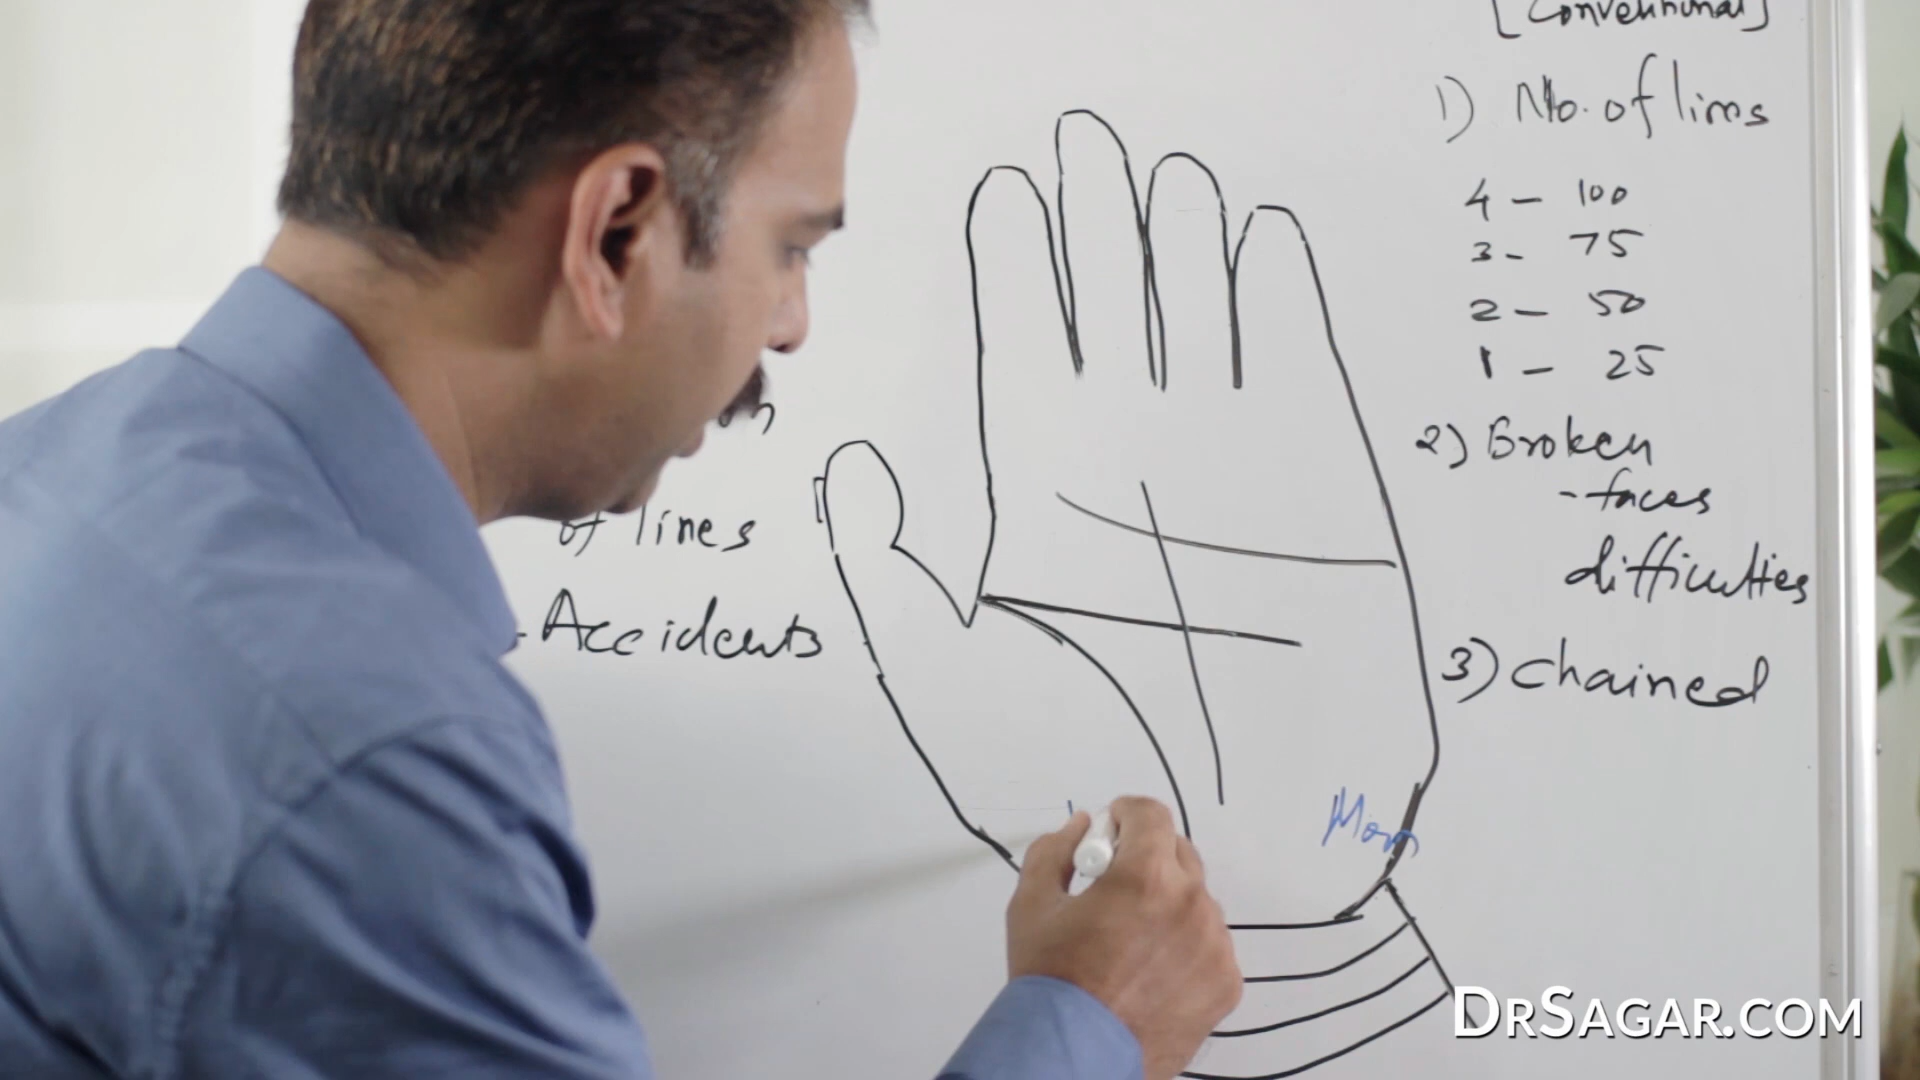 [Conventional]
1) No. of lines
4 - 100
3 - 75
2 - 50
1 - 25
2) Broken
- faces
difficulties
3) Chained
of lines
- Accidents
Moon
DRSAGAR.COM